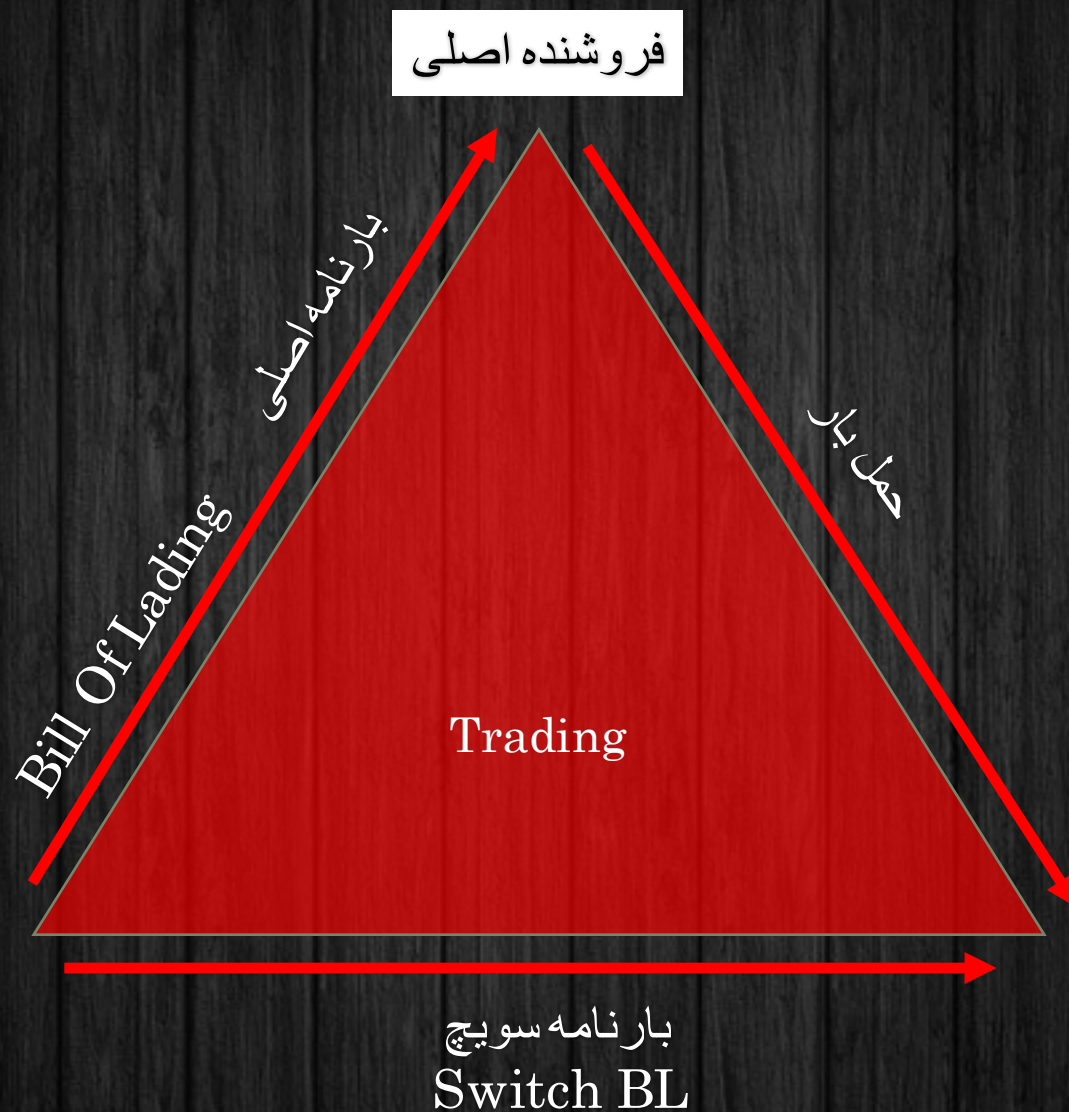 فروشنده اصلی
بارنامه اصلی
Bill Of Lading
حمل بار
Trading
بارنامه سویچ
Switch BL